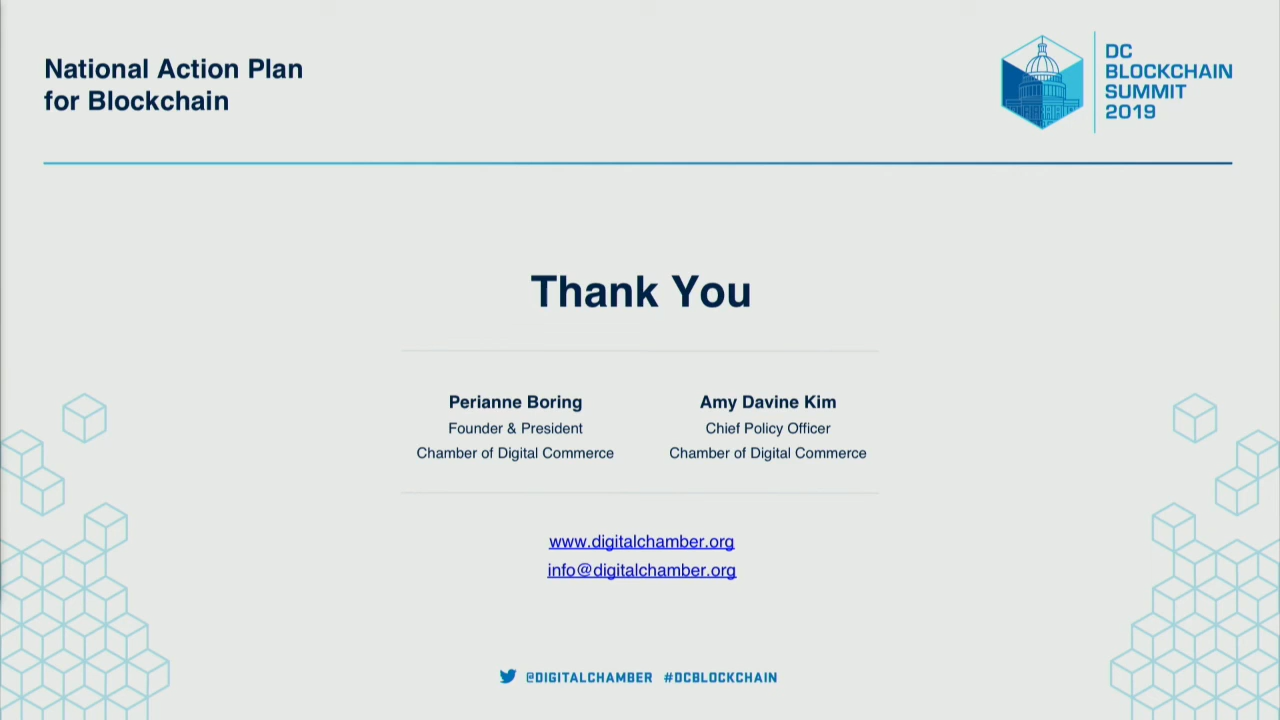 National Action Plan
for Blockchain
DC
BLOCKCHAIN
SUMMIT
2019
Thank You
Perianne Boring
Founder & President
Chamber of Digital Commerce
Amy Davine Kim
Chief Policy Officer
Chamber of Digital Commerce
www.digitalchamber.org
info@digitalchamber.org
@DIGITALCHAMBER #DCBLOCKCHAIN